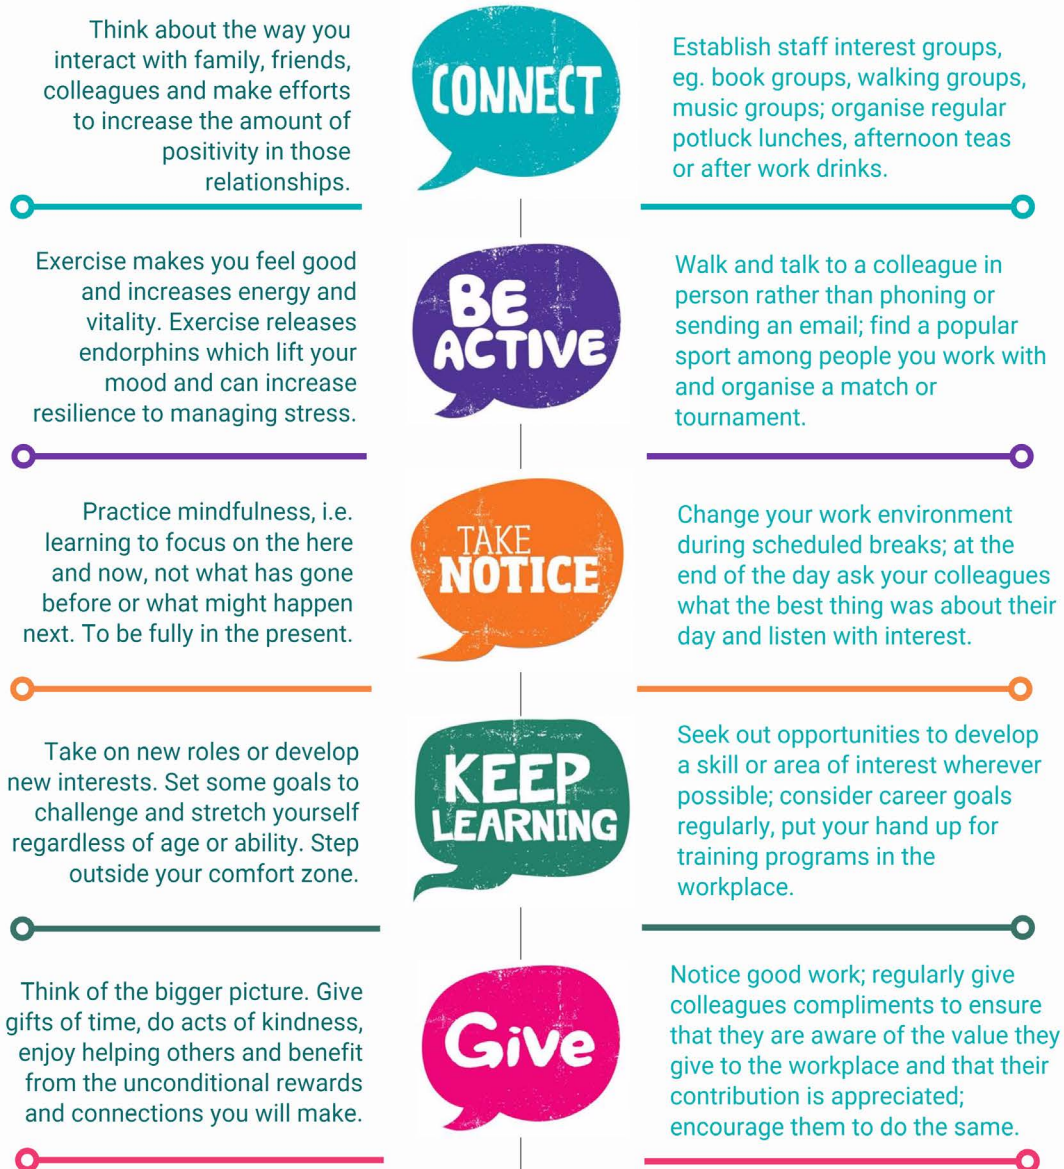 Think about the way you
interact with family, friends,
colleagues and make efforts
to increase the amount of
positivity in those
relationships.
CONNECT
Establish staff interest groups,
eg. book groups, walking groups,
music groups; organise regular
potluck lunches, afternoon teas
or after work drinks.
Exercise makes you feel good
and increases energy and
vitality. Exercise releases
endorphins which lift your
mood and can increase
resilience to managing stress.
BE
ACTIVE
Walk and talk to a colleague in
person rather than phoning or
sending an email; find a popular
sport among people you work with
and organise a match or
tournament.
Practice mindfulness, i.e.
learning to focus on the here
and now, not what has gone
before or what might happen
next. To be fully in the present.
TAKE
NOTICE
Change your work environment
during scheduled breaks; at the
end of the day ask your colleagues
what the best thing was about their
day and listen with interest.
Take on new roles or develop
new interests. Set some goals to
challenge and stretch yourself
regardless of age or ability. Step
outside your comfort zone.
KEEP
LEARNING
Seek out opportunities to develop
a skill or area of interest wherever
possible; consider career goals
regularly, put your hand up for
training programs in the
workplace.
Think of the bigger picture. Give
gifts of time, do acts of kindness,
enjoy helping others and benefit
from the unconditional rewards
and connections you will make.
Give
Notice good work; regularly give
colleagues compliments to ensure
that they are aware of the value they
give to the workplace and that their
contribution is appreciated;
encourage them to do the same.